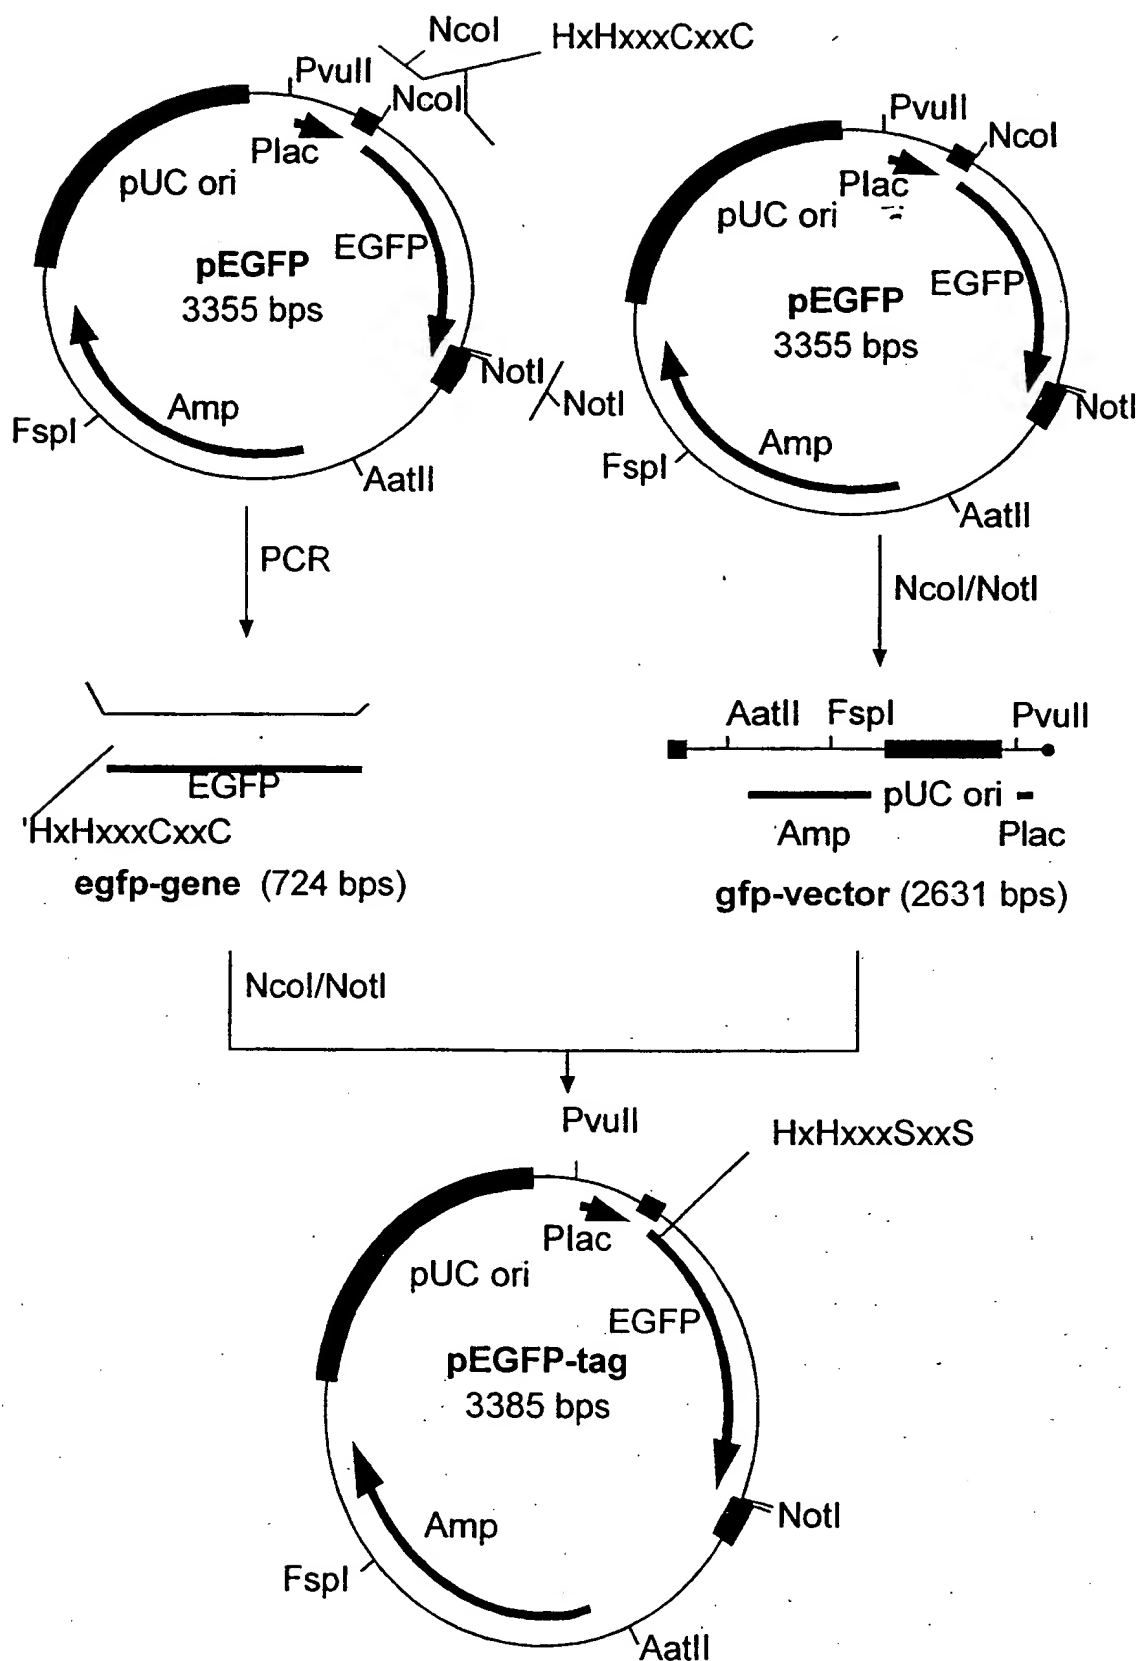 NcoI
HxHxxxCxxC
PvuII
NcoI
Plac
pUC ori
EGFP
pEGFP
3355 bps
NotI
NotI
Amp
FspI
AatII
PvuII
NcoI
Plac
pUC ori
EGFP
pEGFP
3355 bps
NotI
Amp
FspI
AatII
PCR
NcoI/NotI
EGFP
'HxHxxxCxxC
egfp-gene (724 bps)
AatII FspI PvuII
pUC ori
Amp Plac
gfp-vector (2631 bps)
NcoI/NotI
PvuII
HxHxxxSxxS
Plac
pUC ori
EGFP
pEGFP-tag
3385 bps
NotI
Amp
FspI
AatII